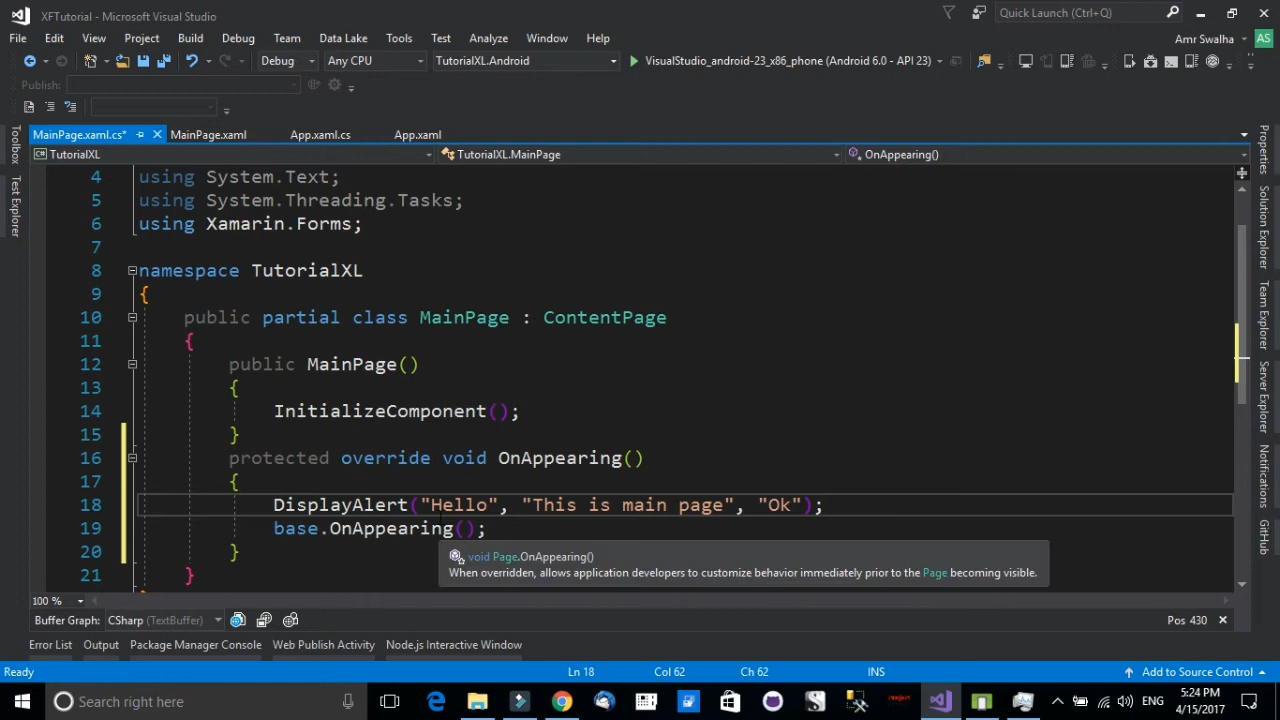 XFTutorial - Microsoft Visual Studio
Quick Launch (Ctrl+Q)
File Edit View Project Build Debug Team Data Lake Tools Test Analyze Window Help
Amr Swalha AS
Debug Any CPU TutorialXL.Android VisualStudio_android-23_x86_phone (Android 6.0 - API 23)
Publish:
MainPage.xaml.cs* MainPage.xaml App.xaml.cs App.xaml
TutorialXL TutorialXL.MainPage OnAppearing()
4 using System.Text;
5 using System.Threading.Tasks;
6 using Xamarin.Forms;
7
8 namespace TutorialXL
9 {
10 public partial class MainPage : ContentPage
11 {
12 public MainPage()
13 {
14 InitializeComponent();
15 }
16 protected override void OnAppearing()
17 {
18 DisplayAlert("Hello", "This is main page", "Ok");
19 base.OnAppearing();
20 }
21 }
void Page.OnAppearing()
When overridden, allows application developers to customize behavior immediately prior to the Page becoming visible.
100 %
Buffer Graph: CSharp (TextBuffer) Pos 430
Error List Output Package Manager Console Web Publish Activity Node.js Interactive Window
Ready Ln 18 Col 62 Ch 62 INS Add to Source Control
Toolbox
Test Explorer
Properties
Solution Explorer
Team Explorer
Server Explorer
Notifications
GitHub
Search right here
ENG
5:24 PM
4/15/2017